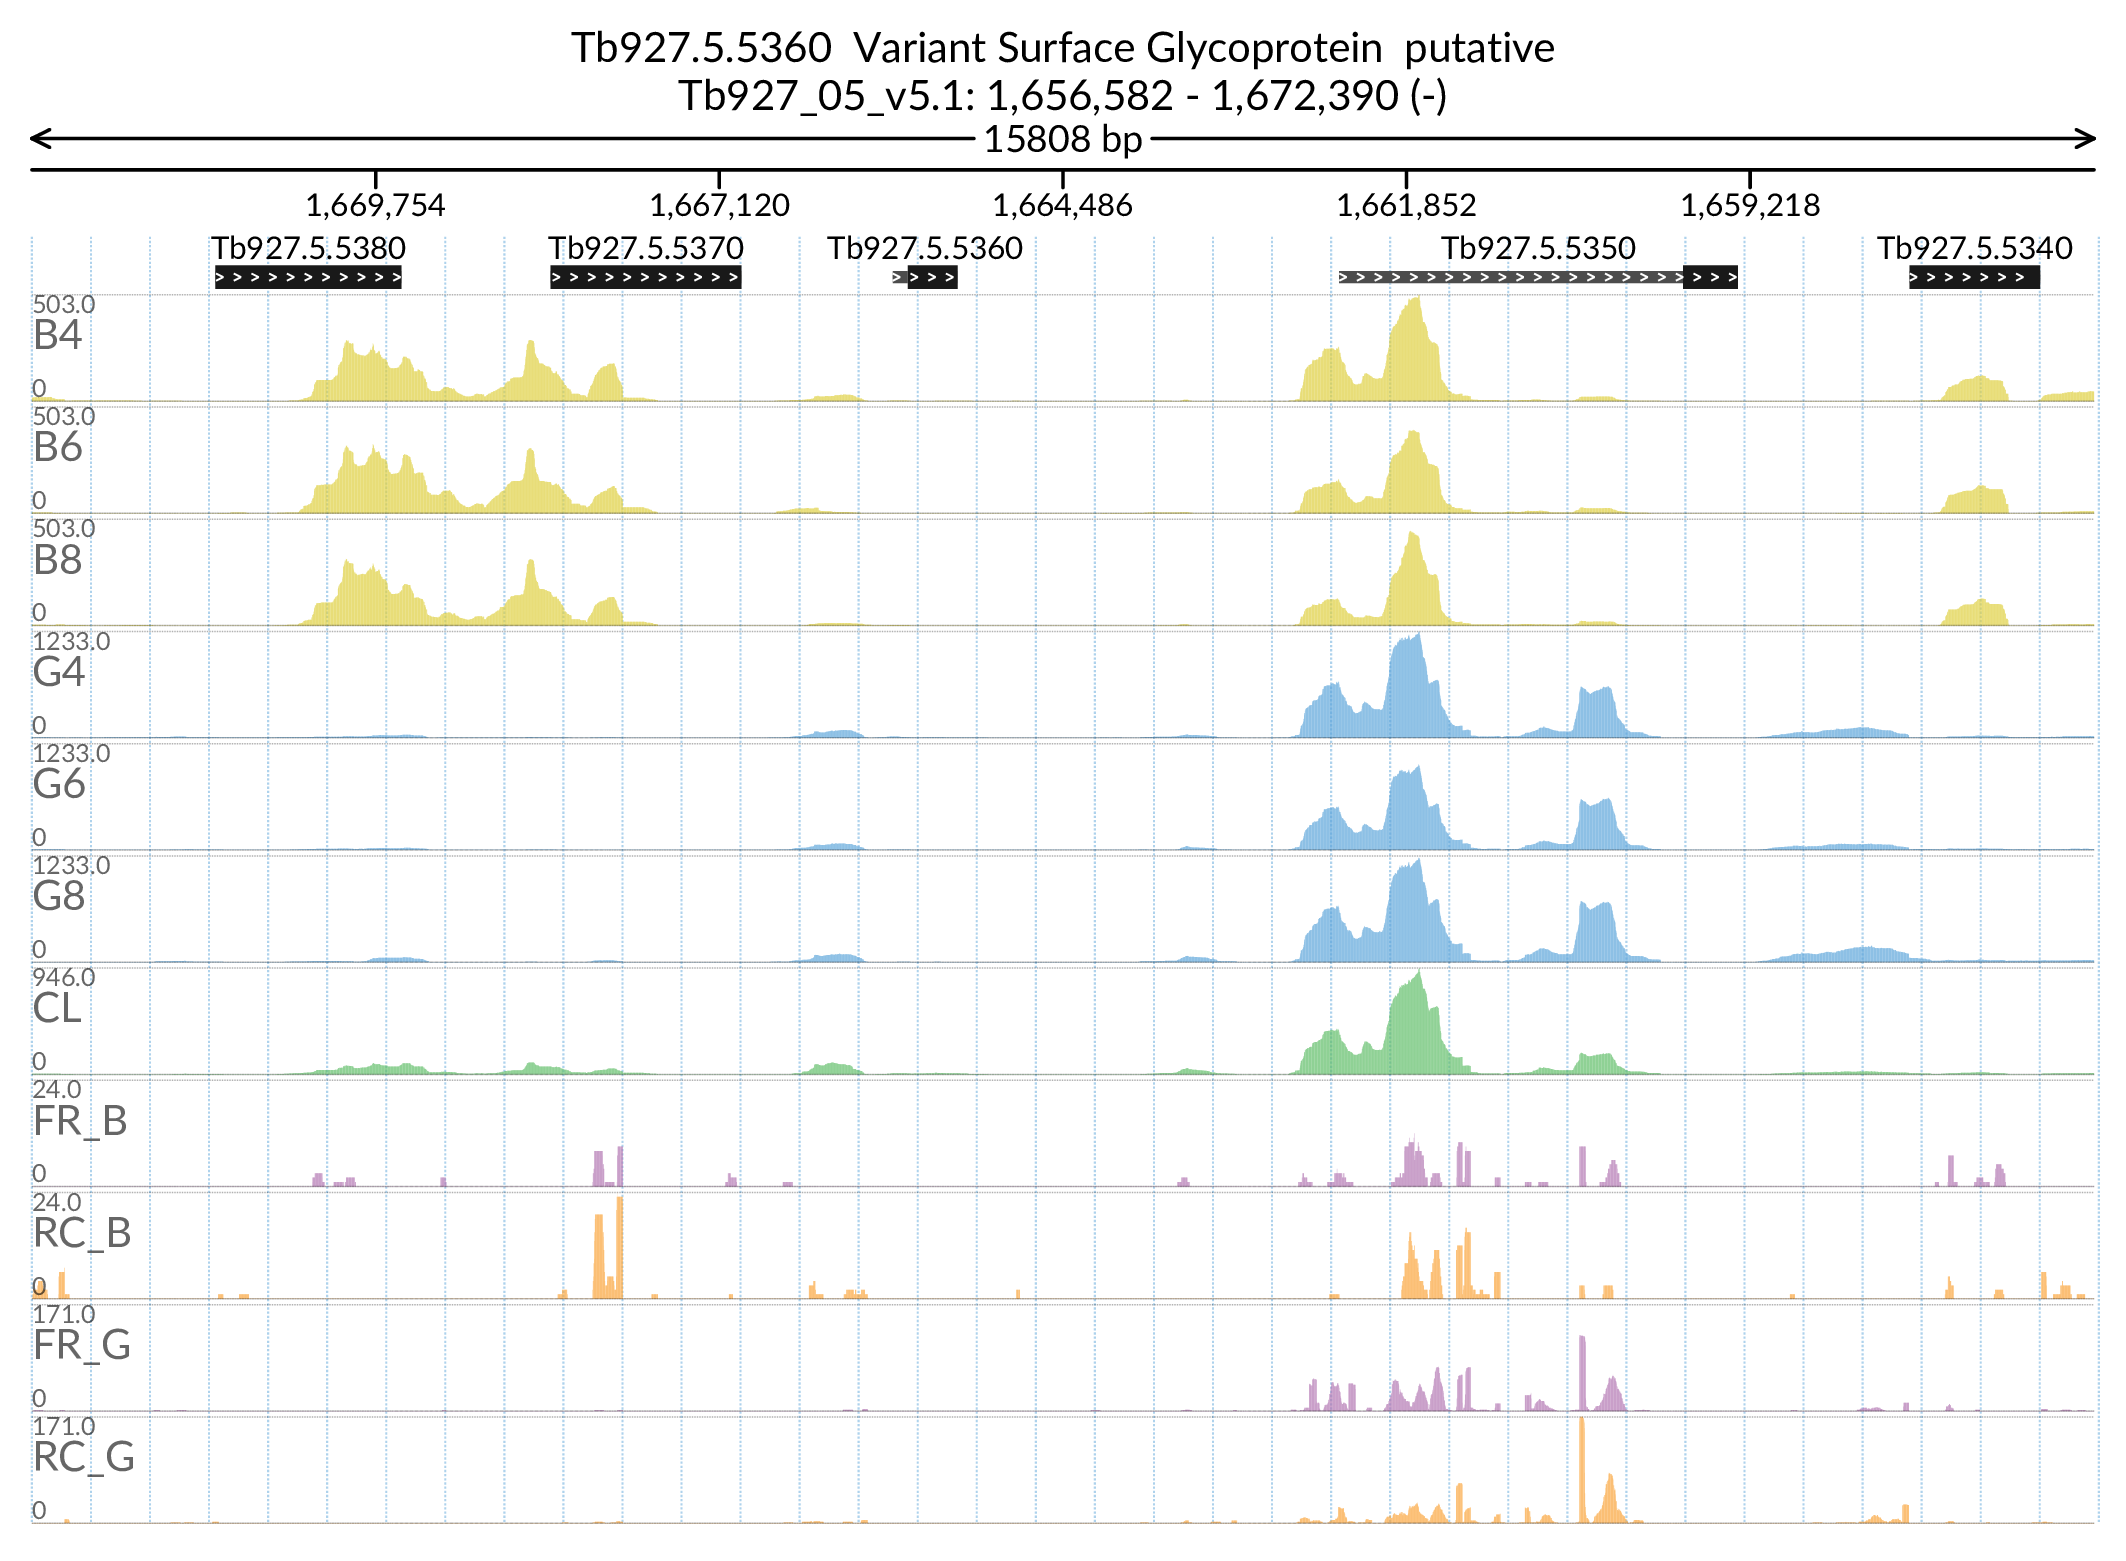 Tb927.5.5360 Variant Surface Glycoprotein putative
Tb927_05_v5.1: 1,656,582 - 1,672,390 (-)
15808 bp
1,669,754 1,667,120 1,664,486 1,661,852 1,659,218
Tb927.5.5380 Tb927.5.5370 Tb927.5.5360 Tb927.5.5350 Tb927.5.5340
503.0
B4
0
503.0
B6
0
503.0
B8
0
1233.0
G4
0
1233.0
G6
0
1233.0
G8
0
946.0
CL
0
24.0
FR_B
0
24.0
RC_B
0
171.0
FR_G
0
171.0
RC_G
0